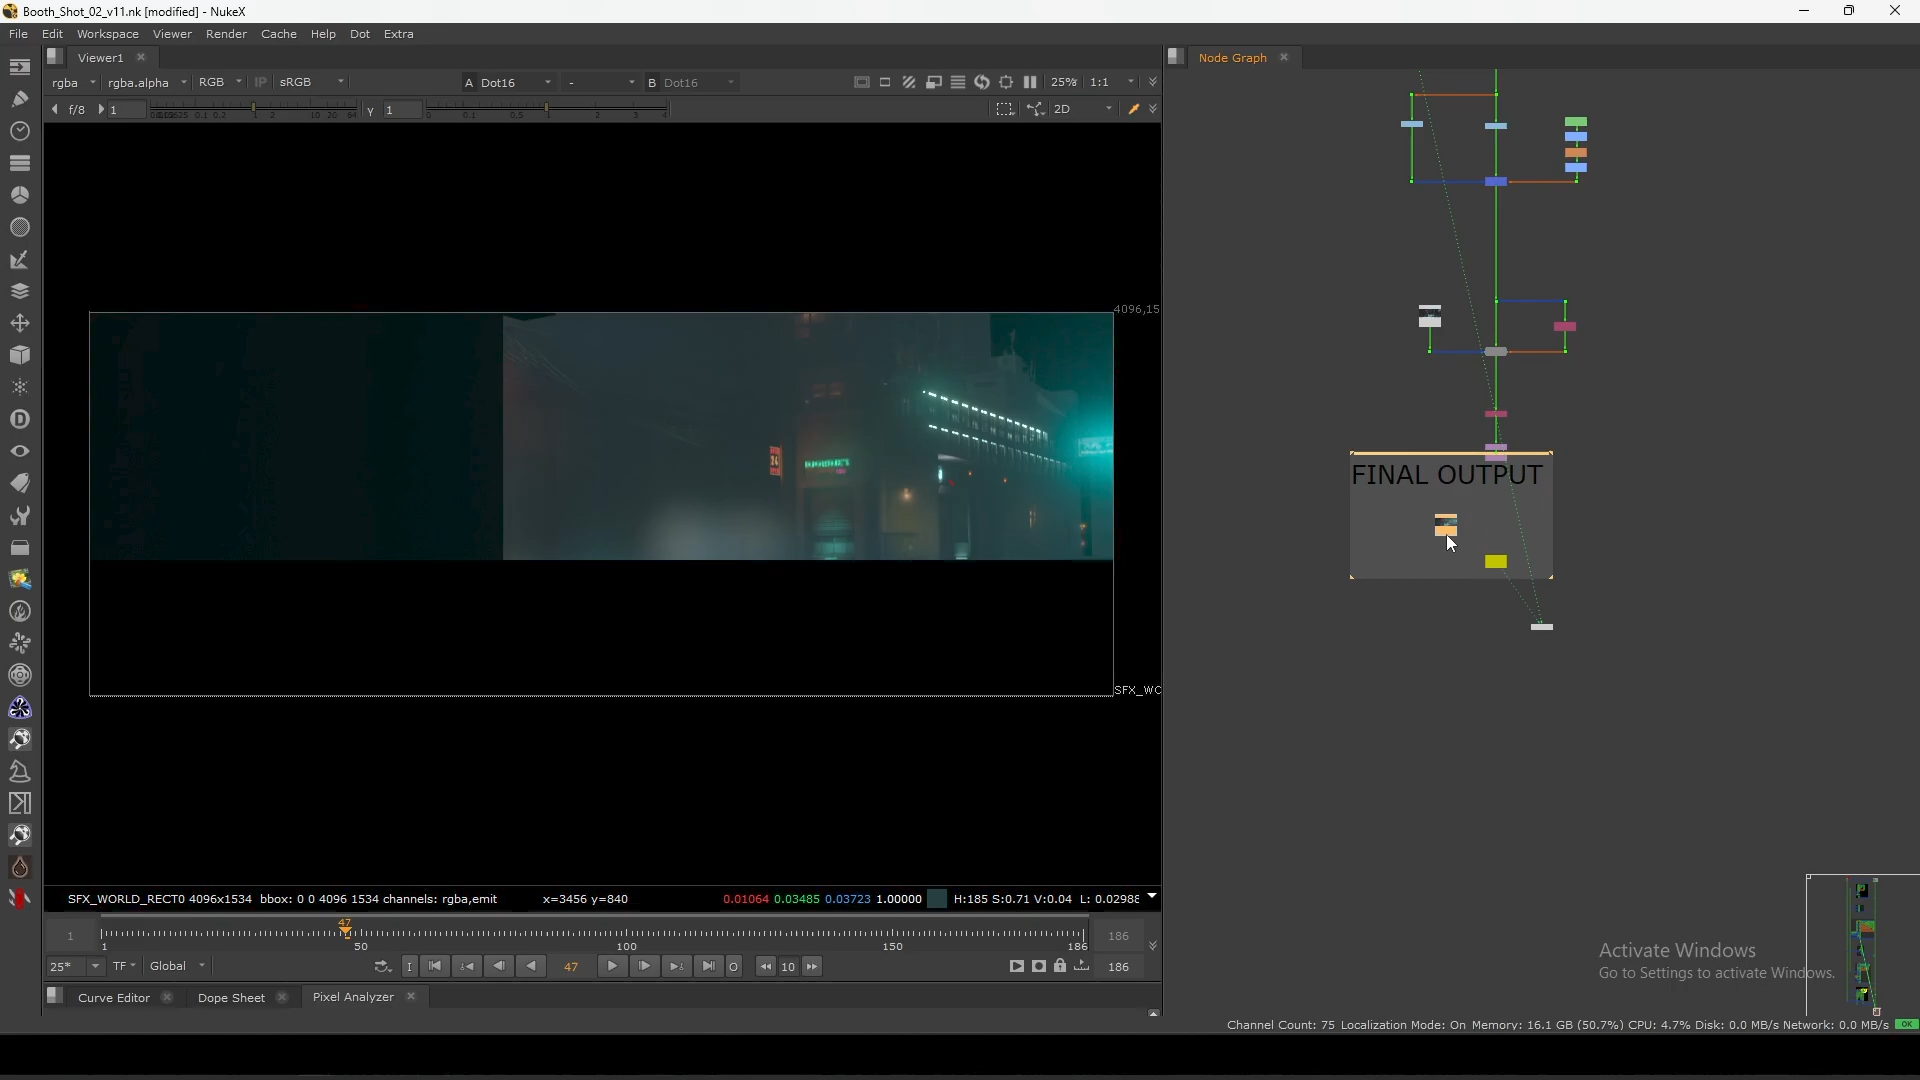 Booth_Shot_02_v11.nk [modified] - NukeX
File Edit Workspace Viewer Render Cache Help Dot Extra
Viewer1
Node Graph
rgba rgba.alpha RGB IP sRGB A Dot16 - B Dot16 25% 1:1
f/8 1 γ 1 2D
4096,15
24
FINAL OUTPUT
SFX_WC
SFX_WORLD_RECT0 4096x1534 bbox: 0 0 4096 1534 channels: rgba,emit x=3456 y=840 0.01064 0.03485 0.03723 1.00000 H:185 S:0.71 V:0.04 L: 0.02988
47
1 1 50 100 150 186 186
25* TF Global I 47 O 10 186
Curve Editor Dope Sheet Pixel Analyzer
Activate Windows
Go to Settings to activate Windows.
Channel Count: 75 Localization Mode: On Memory: 16.1 GB (50.7%) CPU: 4.7% Disk: 0.0 MB/s Network: 0.0 MB/s OK